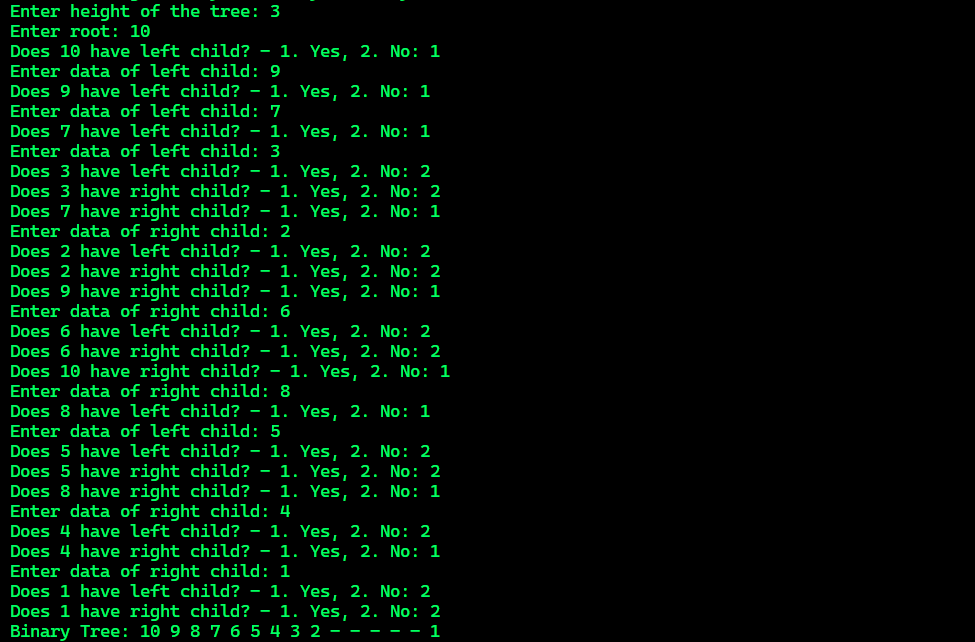 Enter height of the tree: 3
Enter root: 10
Does 10 have left child? - 1. Yes, 2. No: 1
Enter data of left child: 9
Does 9 have left child? - 1. Yes, 2. No: 1
Enter data of left child: 7
Does 7 have left child? - 1. Yes, 2. No: 1
Enter data of left child: 3
Does 3 have left child? - 1. Yes, 2. No: 2
Does 3 have right child? - 1. Yes, 2. No: 2
Does 7 have right child? - 1. Yes, 2. No: 1
Enter data of right child: 2
Does 2 have left child? - 1. Yes, 2. No: 2
Does 2 have right child? - 1. Yes, 2. No: 2
Does 9 have right child? - 1. Yes, 2. No: 1
Enter data of right child: 6
Does 6 have left child? - 1. Yes, 2. No: 2
Does 6 have right child? - 1. Yes, 2. No: 2
Does 10 have right child? - 1. Yes, 2. No: 1
Enter data of right child: 8
Does 8 have left child? - 1. Yes, 2. No: 1
Enter data of left child: 5
Does 5 have left child? - 1. Yes, 2. No: 2
Does 5 have right child? - 1. Yes, 2. No: 2
Does 8 have right child? - 1. Yes, 2. No: 1
Enter data of right child: 4
Does 4 have left child? - 1. Yes, 2. No: 2
Does 4 have right child? - 1. Yes, 2. No: 1
Enter data of right child: 1
Does 1 have left child? - 1. Yes, 2. No: 2
Does 1 have right child? - 1. Yes, 2. No: 2
Binary Tree: 10 9 8 7 6 5 4 3 2 - - - - - 1